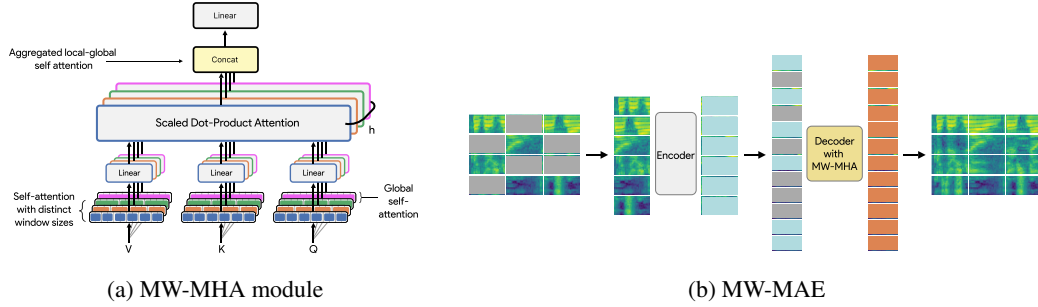 Linear
Aggregated local-global
self attention
Concat
Scaled Dot-Product Attention
h
Linear
Linear
Linear
Self-attention
with distinct
window sizes
Global
self-
attention
V
K
Q
(a) MW-MHA module
Encoder
Decoder
with
MW-MHA
(b) MW-MAE